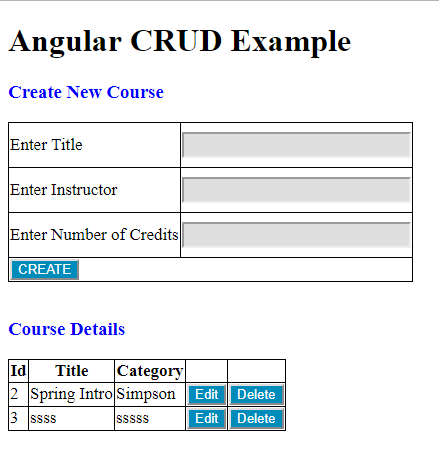 Angular CRUD Example
Create New Course
Enter Title
Enter Instructor
Enter Number of Credits
CREATE
Course Details
Id Title Category
2 Spring Intro Simpson Edit Delete
3 ssss sssss Edit Delete